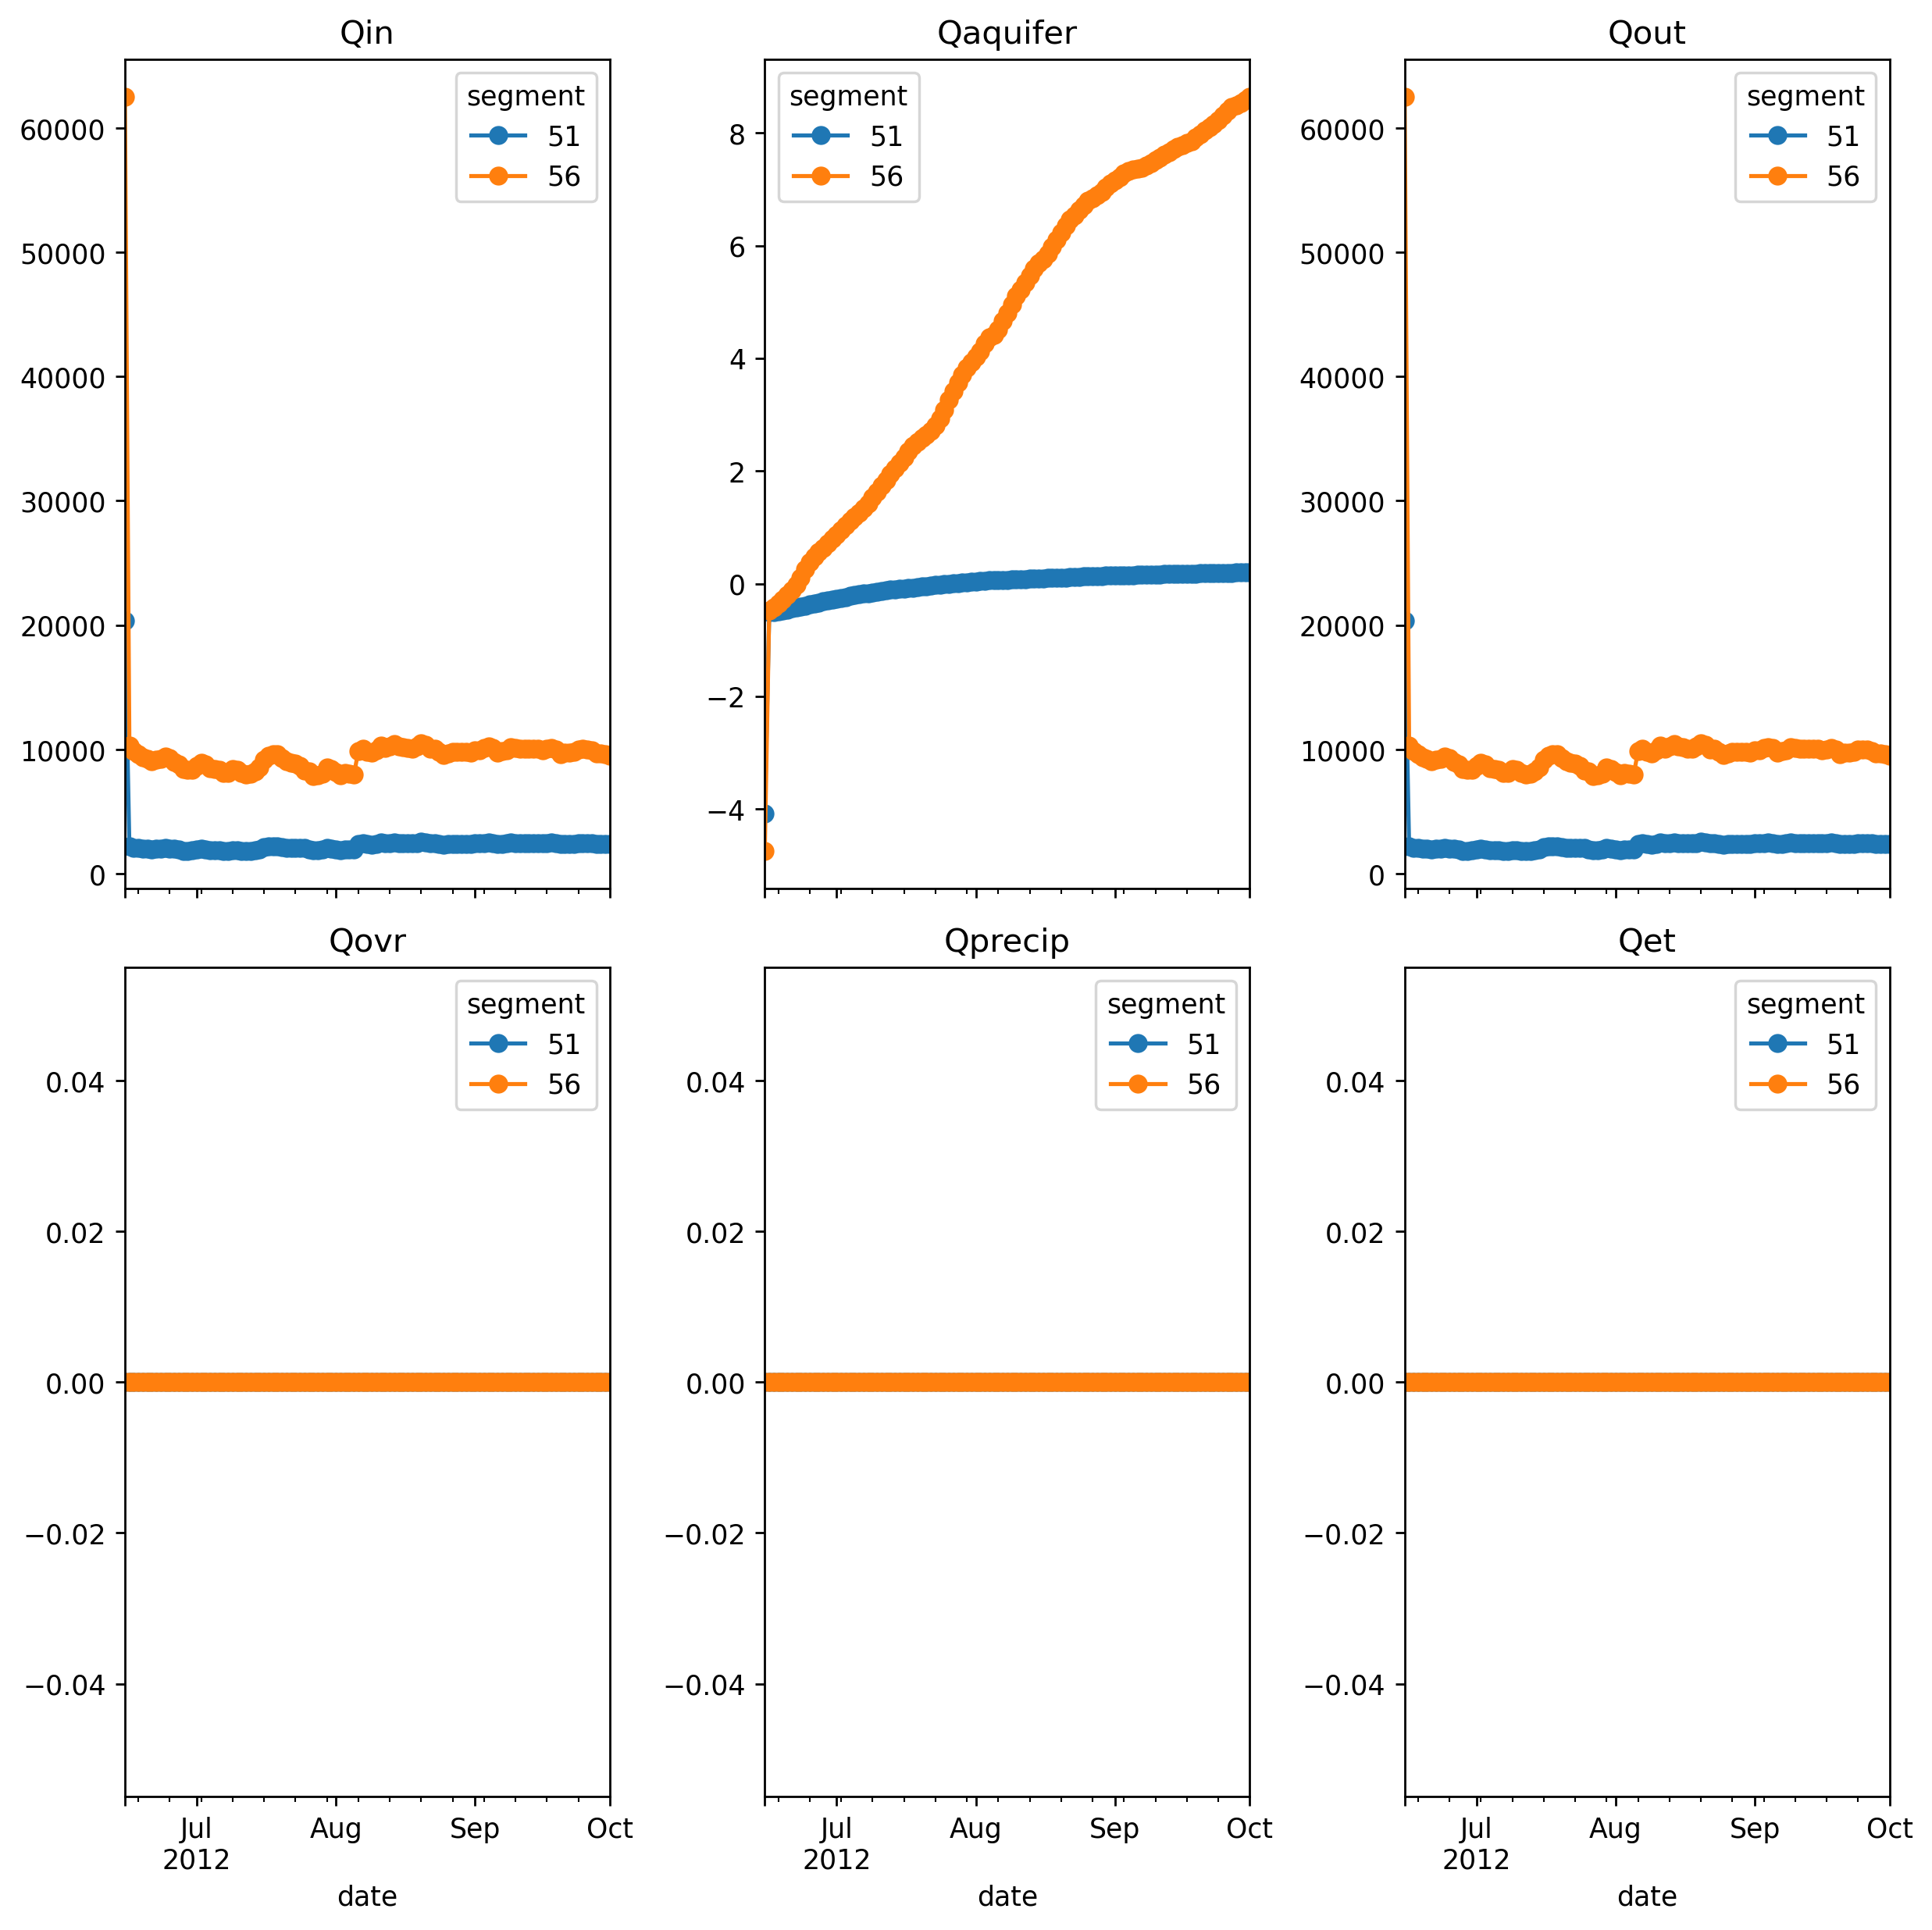 Qin
60000
50000
40000
30000
20000
10000
0
segment
51
56
Qaquifer
8
6
4
2
0
−2
−4
segment
51
56
Qout
60000
50000
40000
30000
20000
10000
0
segment
51
56
Qovr
0.04
0.02
0.00
−0.02
−0.04
segment
51
56
Jul
2012
Aug
Sep
Oct
date
Qprecip
0.04
0.02
0.00
−0.02
−0.04
segment
51
56
Jul
2012
Aug
Sep
Oct
date
Qet
0.04
0.02
0.00
−0.02
−0.04
segment
51
56
Jul
2012
Aug
Sep
Oct
date